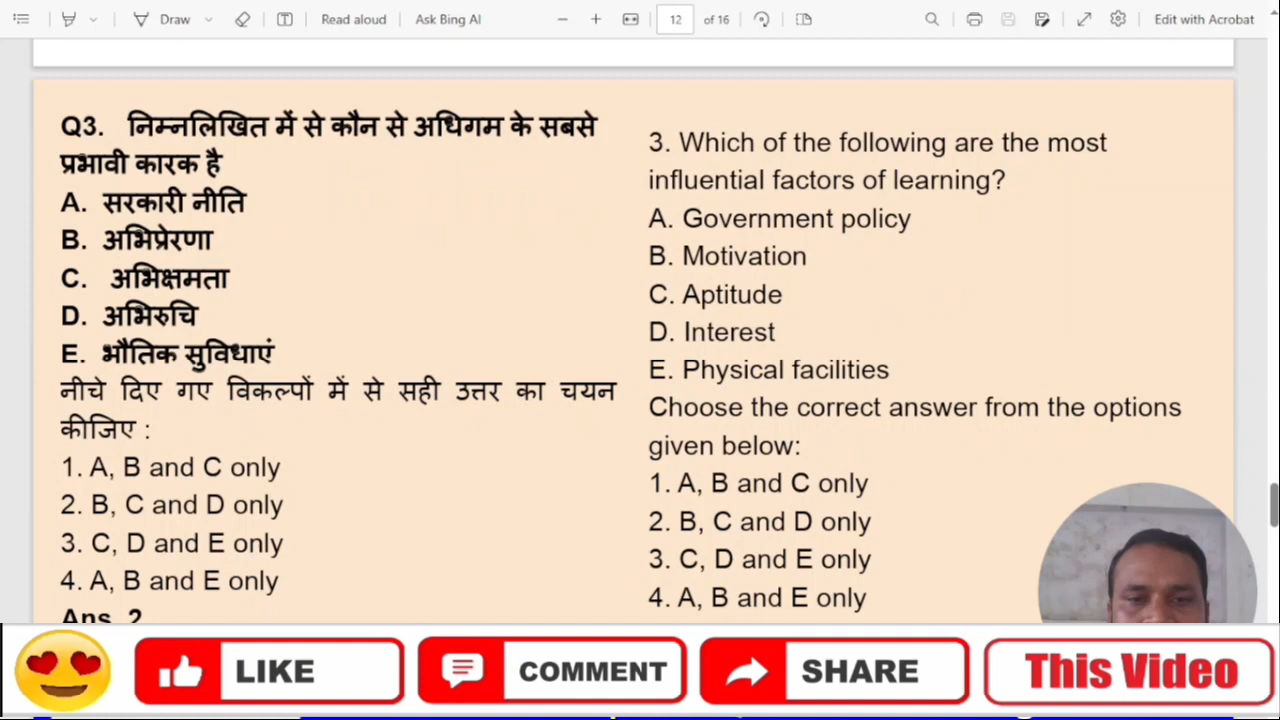 Draw
Read aloud
Ask Bing AI
12
of 16
Edit with Acrobat
Q3. निम्नलिखित में से कौन से अधिगम के सबसे
प्रभावी कारक है
A. सरकारी नीति
B. अभिप्रेरणा
C. अभिक्षमता
D. अभिरुचि
E. भौतिक सुविधाएं
नीचे दिए गए विकल्पों में से सही उत्तर का चयन
कीजिए :
1. A, B and C only
2. B, C and D only
3. C, D and E only
4. A, B and E only
Ans. 2
3. Which of the following are the most
influential factors of learning?
A. Government policy
B. Motivation
C. Aptitude
D. Interest
E. Physical facilities
Choose the correct answer from the options
given below:
1. A, B and C only
2. B, C and D only
3. C, D and E only
4. A, B and E only
LIKE
COMMENT
SHARE
This Video